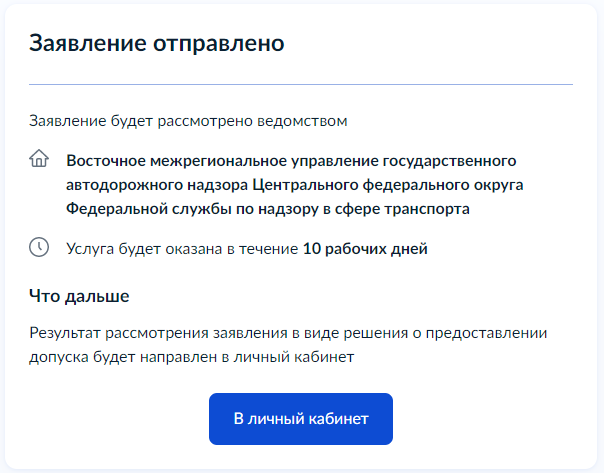 Заявление отправлено
Заявление будет рассмотрено ведомством
Восточное межрегиональное управление государственного
автодорожного надзора Центрального федерального округа
Федеральной службы по надзору в сфере транспорта
Услуга будет оказана в течение 10 рабочих дней
Что дальше
Результат рассмотрения заявления в виде решения о предоставлении
допуска будет направлен в личный кабинет
В личный кабинет